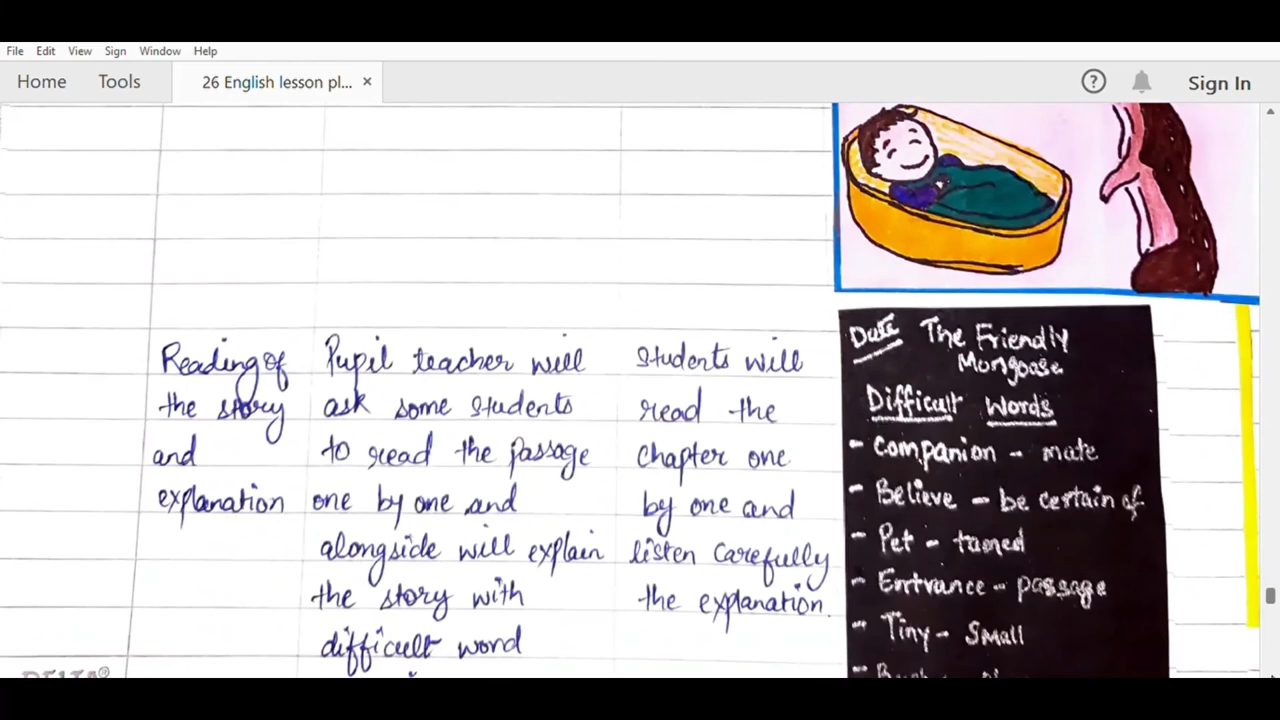 File Edit View Sign Window Help
Home Tools 26 English lesson pl... × ? Sign In
Reading of
the story
and
explanation
Pupil teacher will
ask some students
to read the passage
one by one and
alongside will explain
the story with
difficult word
Students will
read the
chapter one
by one and
listen carefully
the explanation.
Date The Friendly
Mongoose
Difficult Words
- Companion - mate
- Believe - be certain of
- Pet - tamed
- Entrance - passage
- Tiny - Small